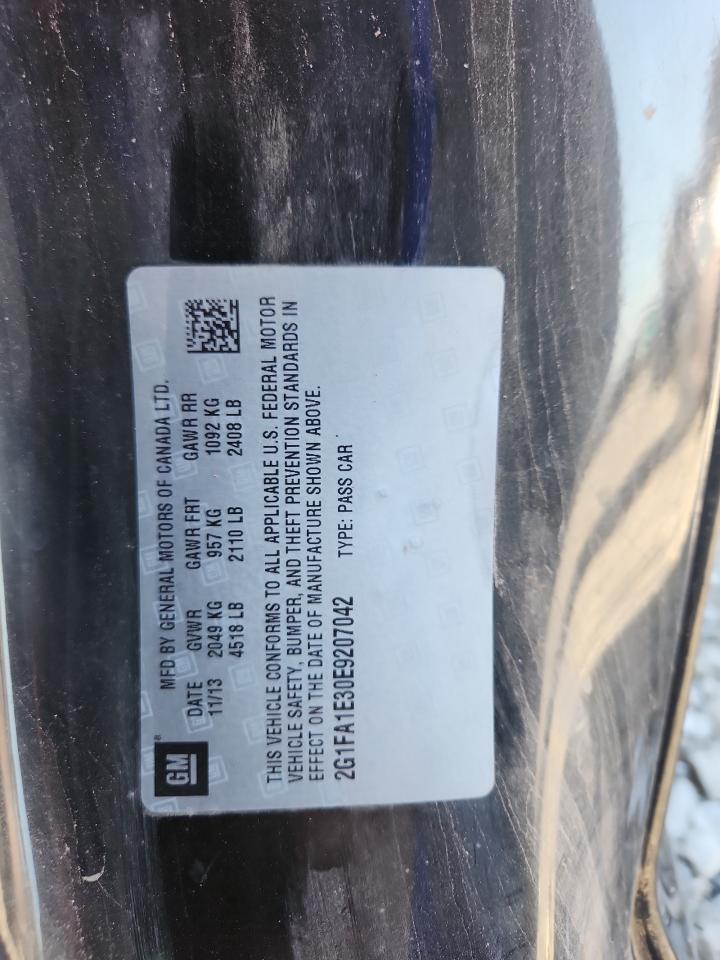 GM®
MFD BY GENERAL MOTORS OF CANADA LTD.
DATE GVWR GAWR FRT GAWR RR
11/13 2049 KG 957 KG 1092 KG
4518 LB 2110 LB 2408 LB
THIS VEHICLE CONFORMS TO ALL APPLICABLE U.S. FEDERAL MOTOR
VEHICLE SAFETY, BUMPER, AND THEFT PREVENTION STANDARDS IN
EFFECT ON THE DATE OF MANUFACTURE SHOWN ABOVE.
2G1FA1E30E9207042 TYPE: PASS CAR